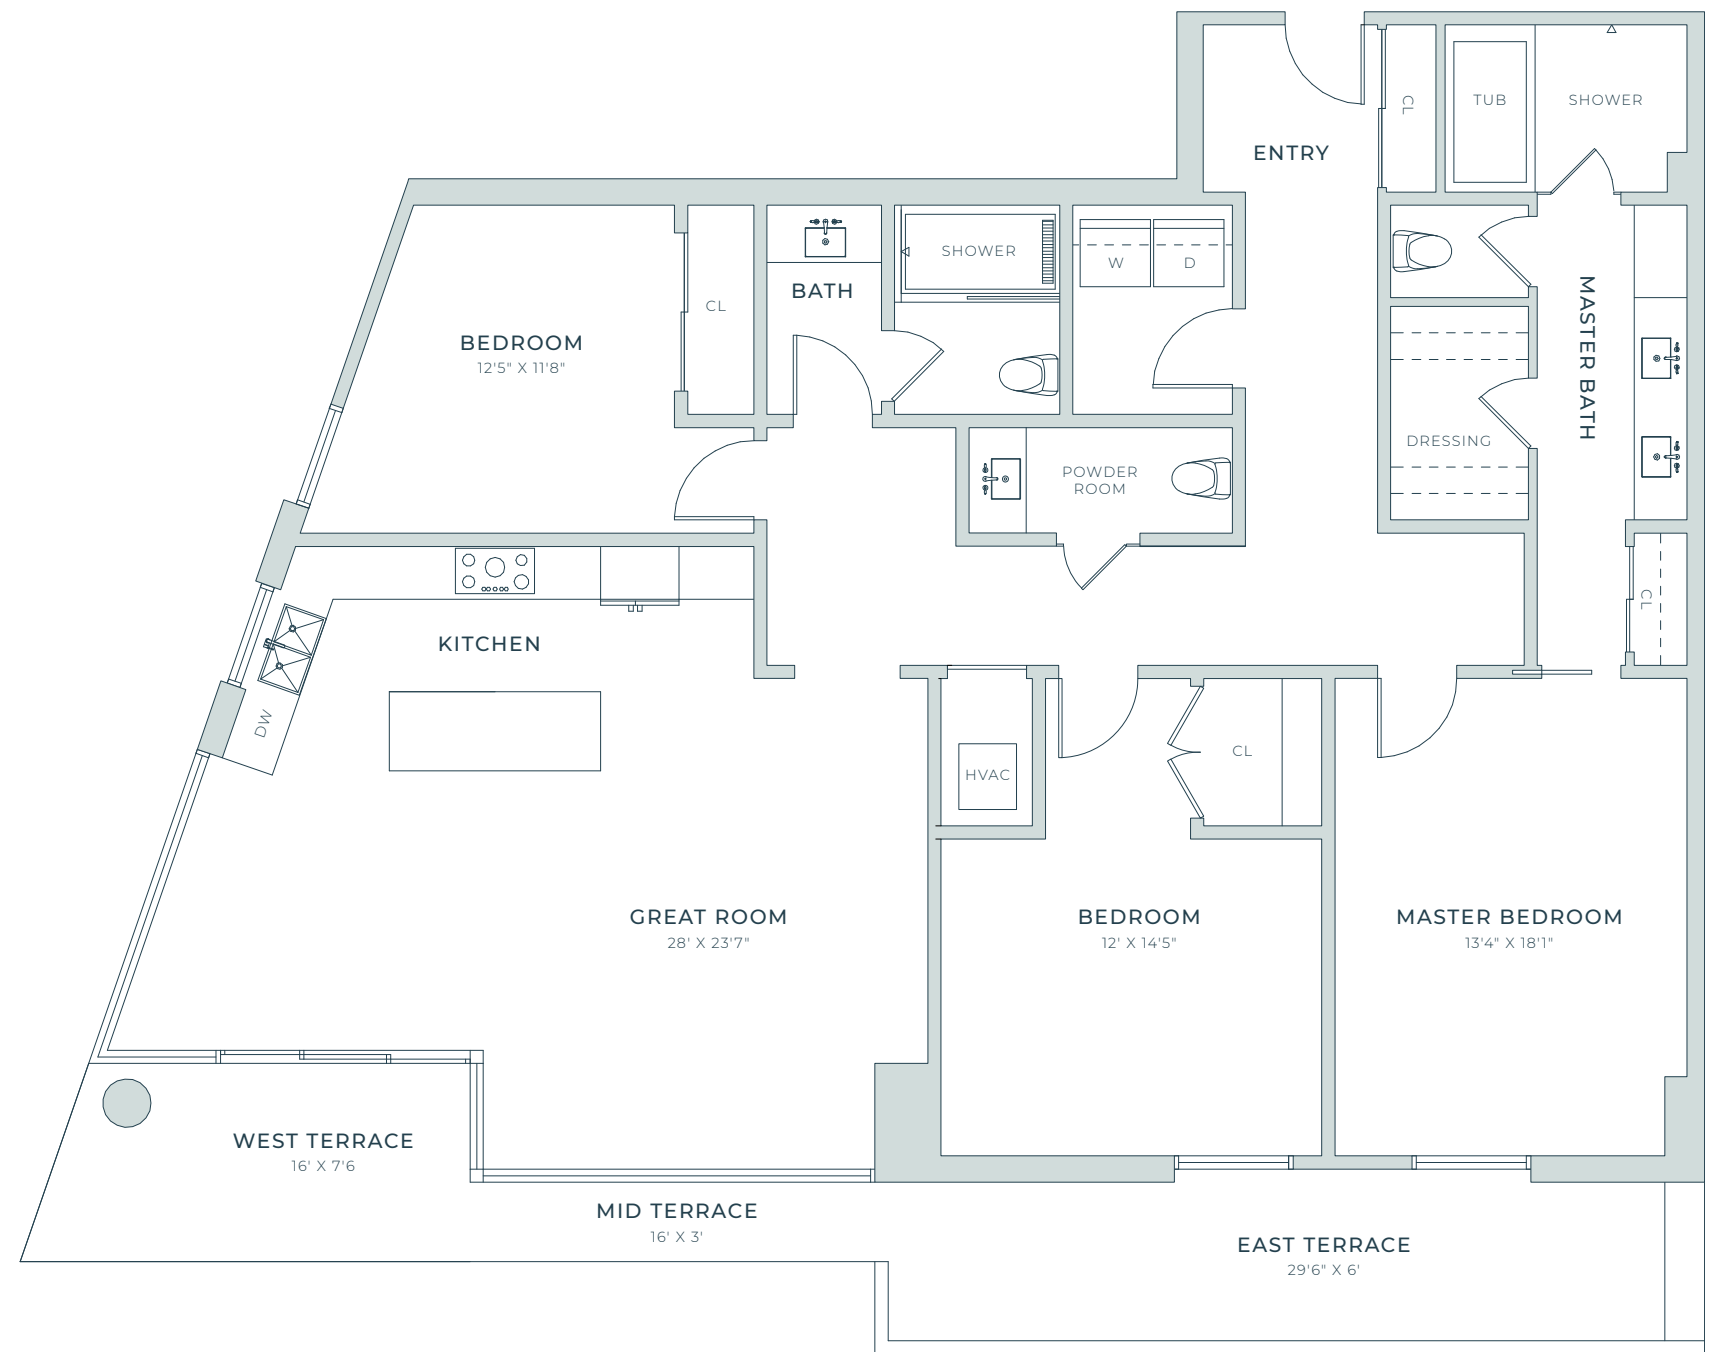 CL
TUB
SHOWER
ENTRY
SHOWER
W
D
BATH
CL
BEDROOM
12'5" X 11'8"
MASTER BATH
DRESSING
POWDER
ROOM
CL
KITCHEN
DW
HVAC
CL
GREAT ROOM
28' X 23'7"
BEDROOM
12' X 14'5"
MASTER BEDROOM
13'4" X 18'1"
WEST TERRACE
16' X 7'6
MID TERRACE
16' X 3'
EAST TERRACE
29'6" X 6'